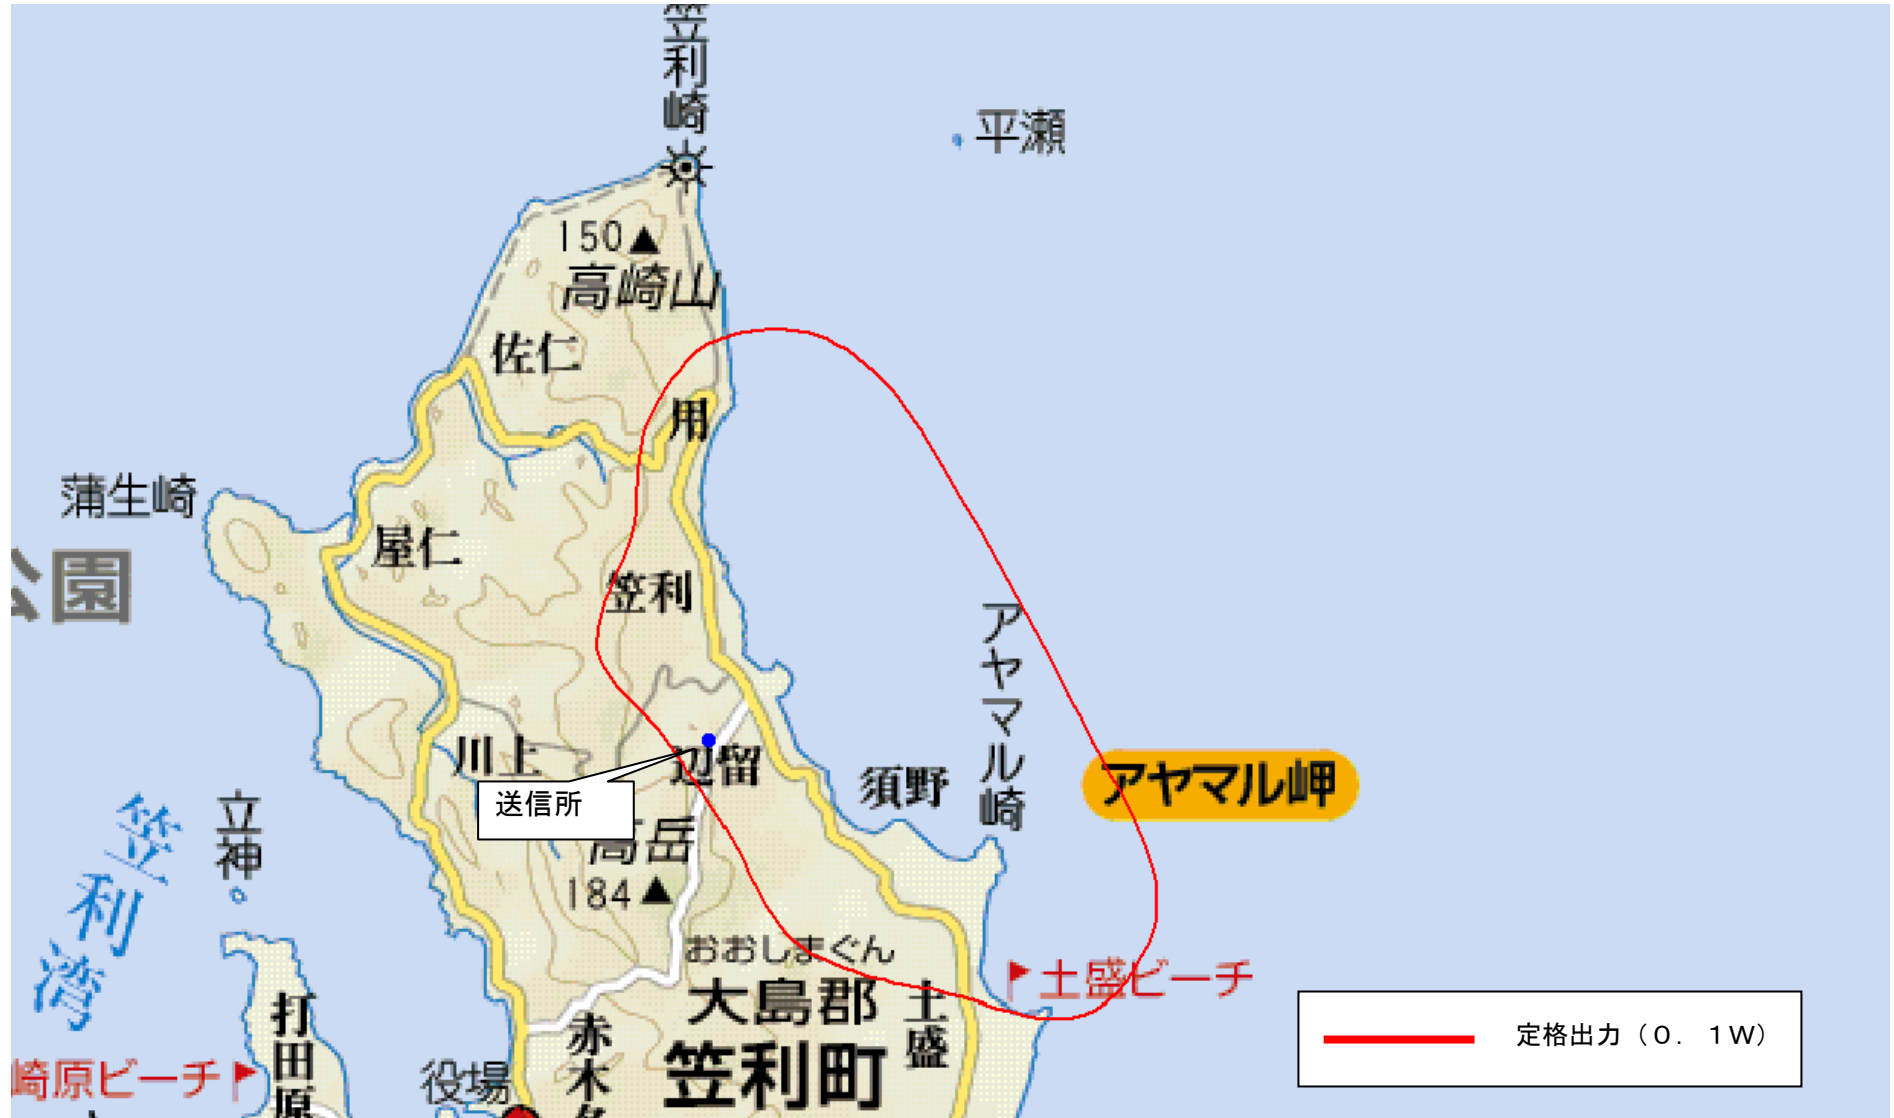 笠利崎
平瀬
150
高崎山
佐仁
用
蒲生崎
屋仁
公園
笠利
アヤマル崎
川上
辺留
須野
アヤマル岬
送信所
立神
高岳
184
笠利湾
おおしまぐん
大島郡
土盛
土盛ビーチ
打田原
赤木名
笠利町
定格出力（０．１Ｗ）
崎原ビーチ
役場